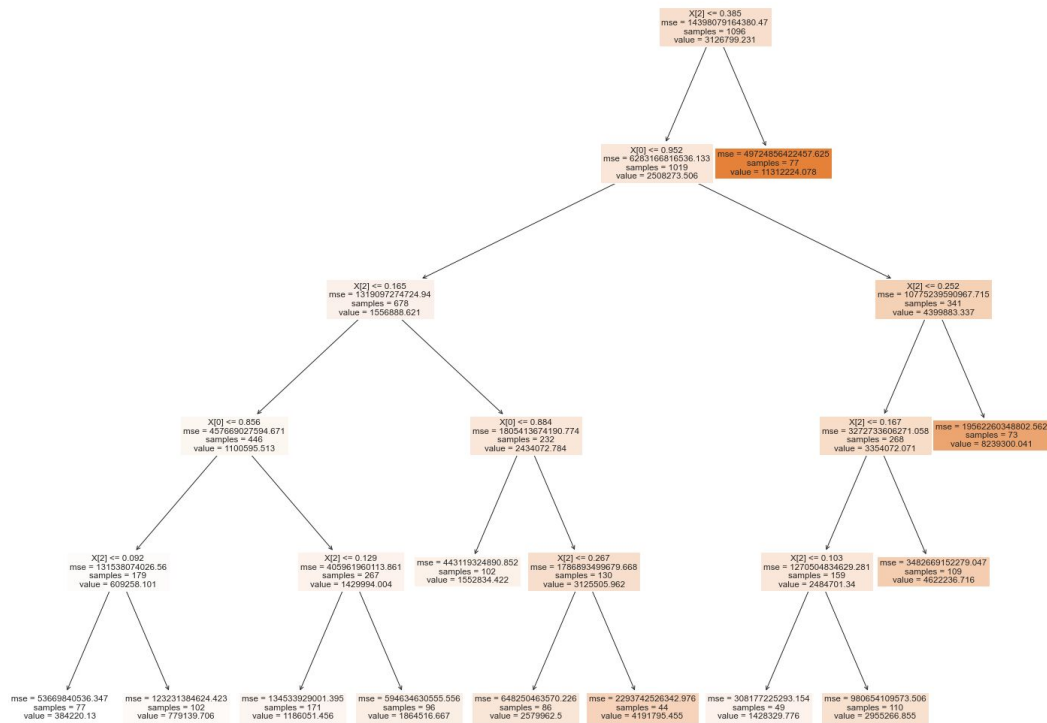 X[2] <= 0.385
mse = 14398079164380.47
samples = 1096
value = 3126799.231
X[0] <= 0.952
mse = 6283166816536.133
samples = 1019
value = 2508273.506
mse = 49724856422457.625
samples = 77
value = 11312224.078
X[2] <= 0.165
mse = 1319097274724.94
samples = 678
value = 1556888.621
X[2] <= 0.252
mse = 10775239590967.715
samples = 341
value = 4399883.337
X[0] <= 0.856
mse = 457669027594.671
samples = 446
value = 1100595.513
X[0] <= 0.884
mse = 1805413674190.774
samples = 232
value = 2434072.784
X[2] <= 0.167
mse = 3272733606271.058
samples = 268
value = 3354072.071
mse = 19562260348802.562
samples = 73
value = 8239300.041
X[2] <= 0.092
mse = 131538074026.56
samples = 179
value = 609258.101
X[2] <= 0.129
mse = 405961960113.861
samples = 267
value = 1429994.004
mse = 443119324890.852
samples = 102
value = 1552834.422
X[2] <= 0.267
mse = 1786893499679.668
samples = 130
value = 3125505.962
X[2] <= 0.103
mse = 1270504834629.281
samples = 159
value = 2484701.34
mse = 3482669152279.047
samples = 109
value = 4622236.716
mse = 53669840536.347
samples = 77
value = 384220.13
mse = 123231384624.423
samples = 102
value = 779139.706
mse = 134533929001.395
samples = 171
value = 1186051.456
mse = 594634630555.556
samples = 96
value = 1864516.667
mse = 648250463570.226
samples = 86
value = 2579962.5
mse = 2293742526342.976
samples = 44
value = 4191795.455
mse = 308177225293.154
samples = 49
value = 1428329.776
mse = 980654109573.506
samples = 110
value = 2955266.855